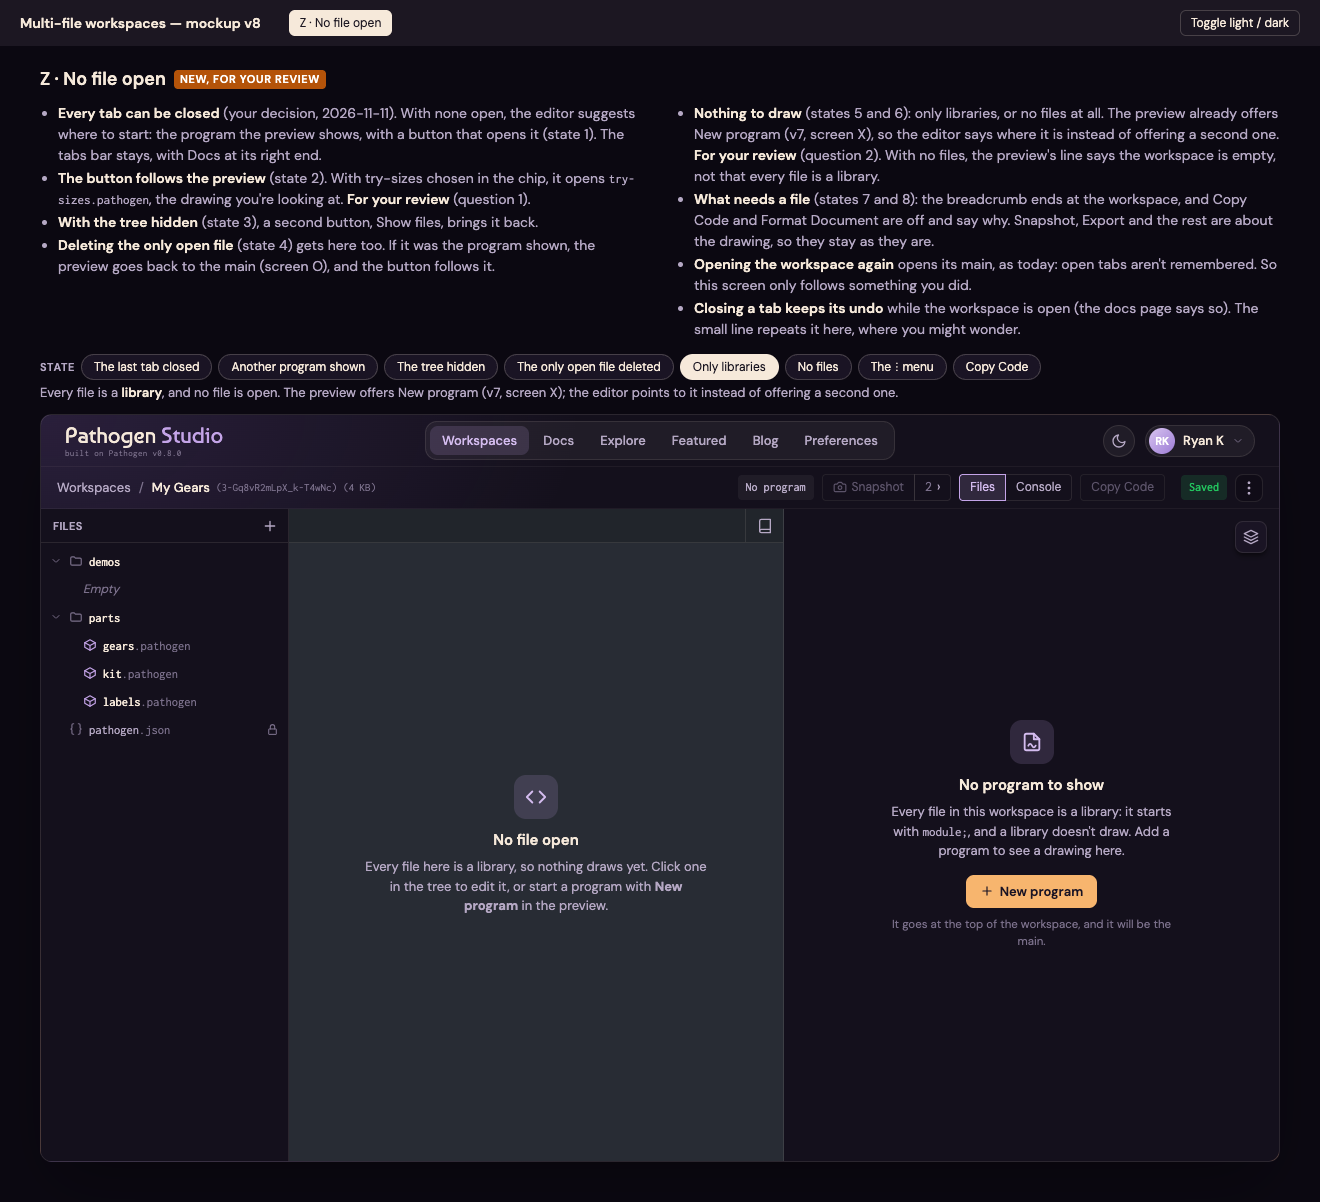 Multi-file workspaces — mockup v8
Z · No file open
Toggle light / dark
Z · No file open
NEW, FOR YOUR REVIEW
Every tab can be closed (your decision, 2026-11-11). With none open, the editor suggests
where to start: the program the preview shows, with a button that opens it (state 1). The
tabs bar stays, with Docs at its right end.
The button follows the preview (state 2). With try-sizes chosen in the chip, it opens try-
sizes.pathogen, the drawing you're looking at. For your review (question 1).
With the tree hidden (state 3), a second button, Show files, brings it back.
Deleting the only open file (state 4) gets here too. If it was the program shown, the
preview goes back to the main (screen O), and the button follows it.
Nothing to draw (states 5 and 6): only libraries, or no files at all. The preview already offers
New program (v7, screen X), so the editor says where it is instead of offering a second one.
For your review (question 2). With no files, the preview's line says the workspace is empty,
not that every file is a library.
What needs a file (states 7 and 8): the breadcrumb ends at the workspace, and Copy
Code and Format Document are off and say why. Snapshot, Export and the rest are about
the drawing, so they stay as they are.
Opening the workspace again opens its main, as today: open tabs aren't remembered. So
this screen only follows something you did.
Closing a tab keeps its undo while the workspace is open (the docs page says so). The
small line repeats it here, where you might wonder.
STATE
The last tab closed
Another program shown
The tree hidden
The only open file deleted
Only libraries
No files
The ⋮ menu
Copy Code
Every file is a library, and no file is open. The preview offers New program (v7, screen X); the editor points to it instead of offering a second one.
Pathogen Studio
built on Pathogen v0.8.0
Workspaces
Docs
Explore
Featured
Blog
Preferences
RK
Ryan K
Workspaces / My Gears (3-Gq8vR2mLpX_k-T4wNc) (4 KB)
No program
Snapshot
2 ›
Files
Console
Copy Code
Saved
FILES
demos
Empty
parts
gears.pathogen
kit.pathogen
labels.pathogen
{} pathogen.json
No file open
Every file here is a library, so nothing draws yet. Click one
in the tree to edit it, or start a program with New
program in the preview.
No program to show
Every file in this workspace is a library: it starts
with module;, and a library doesn't draw. Add a
program to see a drawing here.
+ New program
It goes at the top of the workspace, and it will be the
main.